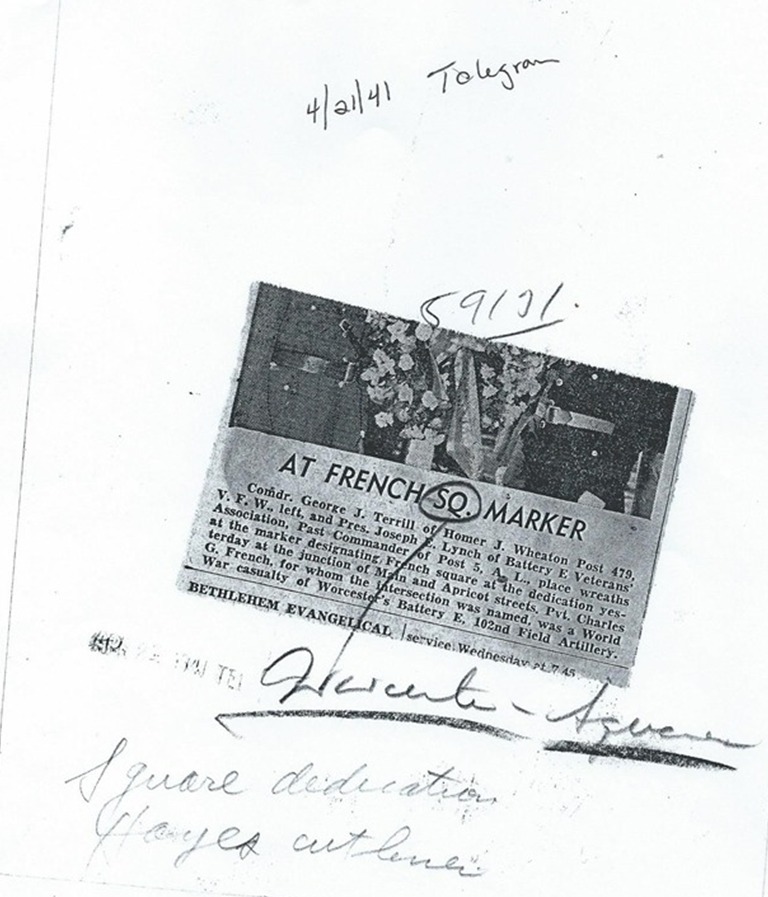 4/21/41 Telegram
AT FRENCH SQ. MARKER
Comdr. George J. Terrill of Homer J. Wheaton Post 479,
V. F. W., left, and Pres. Joseph E. Lynch of Battery E Veterans'
Association, Past Commander of Post 5, A. L., place wreaths
at the marker designating French square at the dedication yes-
terday at the junction of Main and Apricot streets. Pvt. Charles
G. French, for whom the intersection was named, was a World
War casualty of Worcester's Battery E, 102nd Field Artillery.
BETHLEHEM EVANGELICAL service Wednesday at 7.45
Worcester - Squares
Square dedication
Hayes